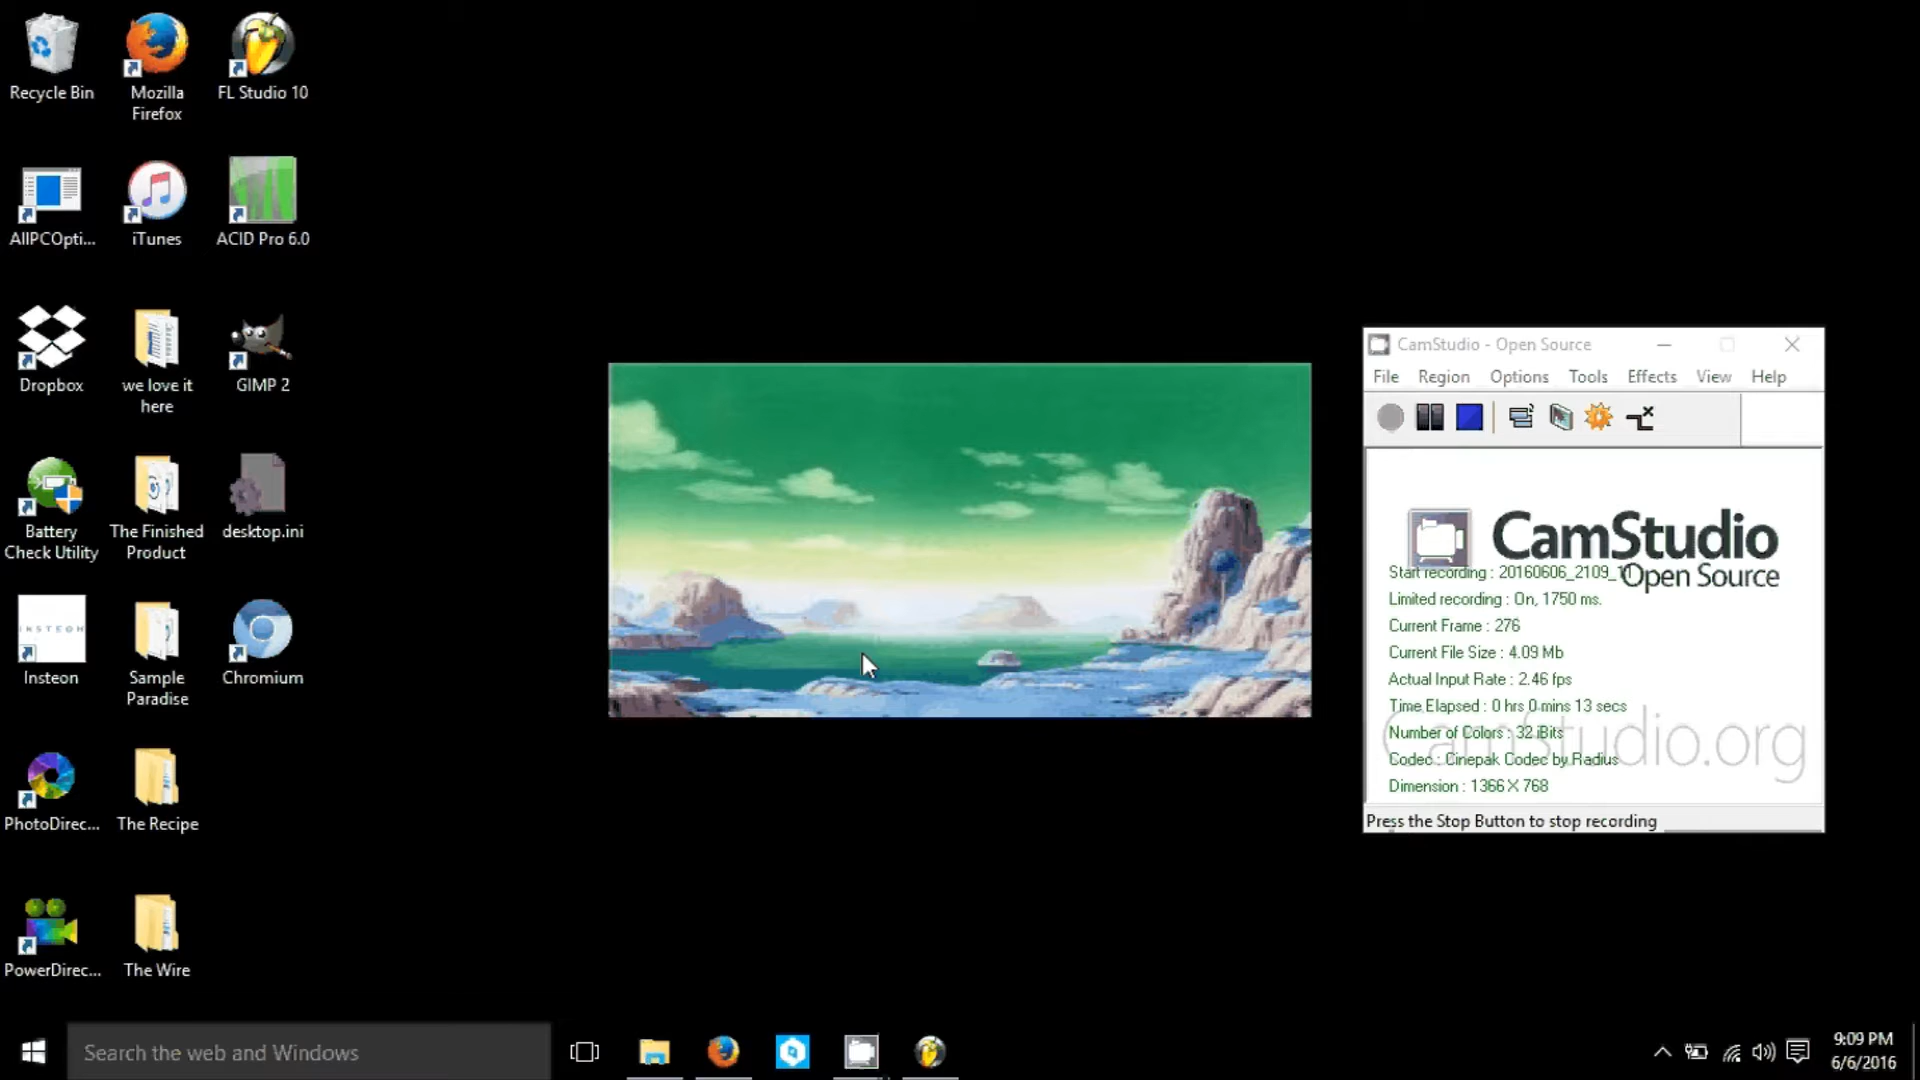 Recycle Bin
Mozilla
Firefox
FL Studio 10
AllPCOpti...
iTunes
ACID Pro 6.0
Dropbox
we love it
here
GIMP 2
Battery
Check Utility
The Finished
Product
desktop.ini
INSTEON
Insteon
Sample
Paradise
Chromium
PhotoDirec...
The Recipe
PowerDirec...
The Wire
CamStudio - Open Source
File Region Options Tools Effects View Help
CamStudio
Open Source
Start recording : 20160606_2109_11
Limited recording : On, 1750 ms.
Current Frame : 276
Current File Size : 4.09 Mb
Actual Input Rate : 2.46 fps
Time Elapsed : 0 hrs 0 mins 13 secs
Number of Colors : 32 Bits
Codec : Cinepak Codec by Radius
Dimension : 1366 X 768
CamStudio.org
Press the Stop Button to stop recording
Search the web and Windows
9:09 PM
6/6/2016